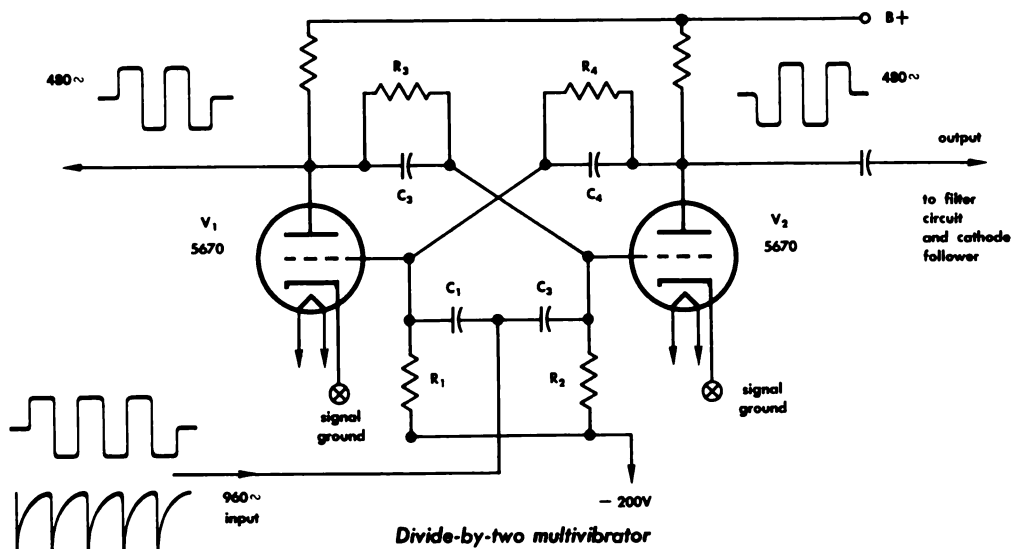 B+
480~
R₃
R₄
480~
output
C₃
C₄
to filter
circuit
and cathode
follower
V₁
5670
V₂
5670
C₁
C₃
R₁
R₂
signal
ground
signal
ground
960~
input
– 200V
Divide-by-two multivibrator